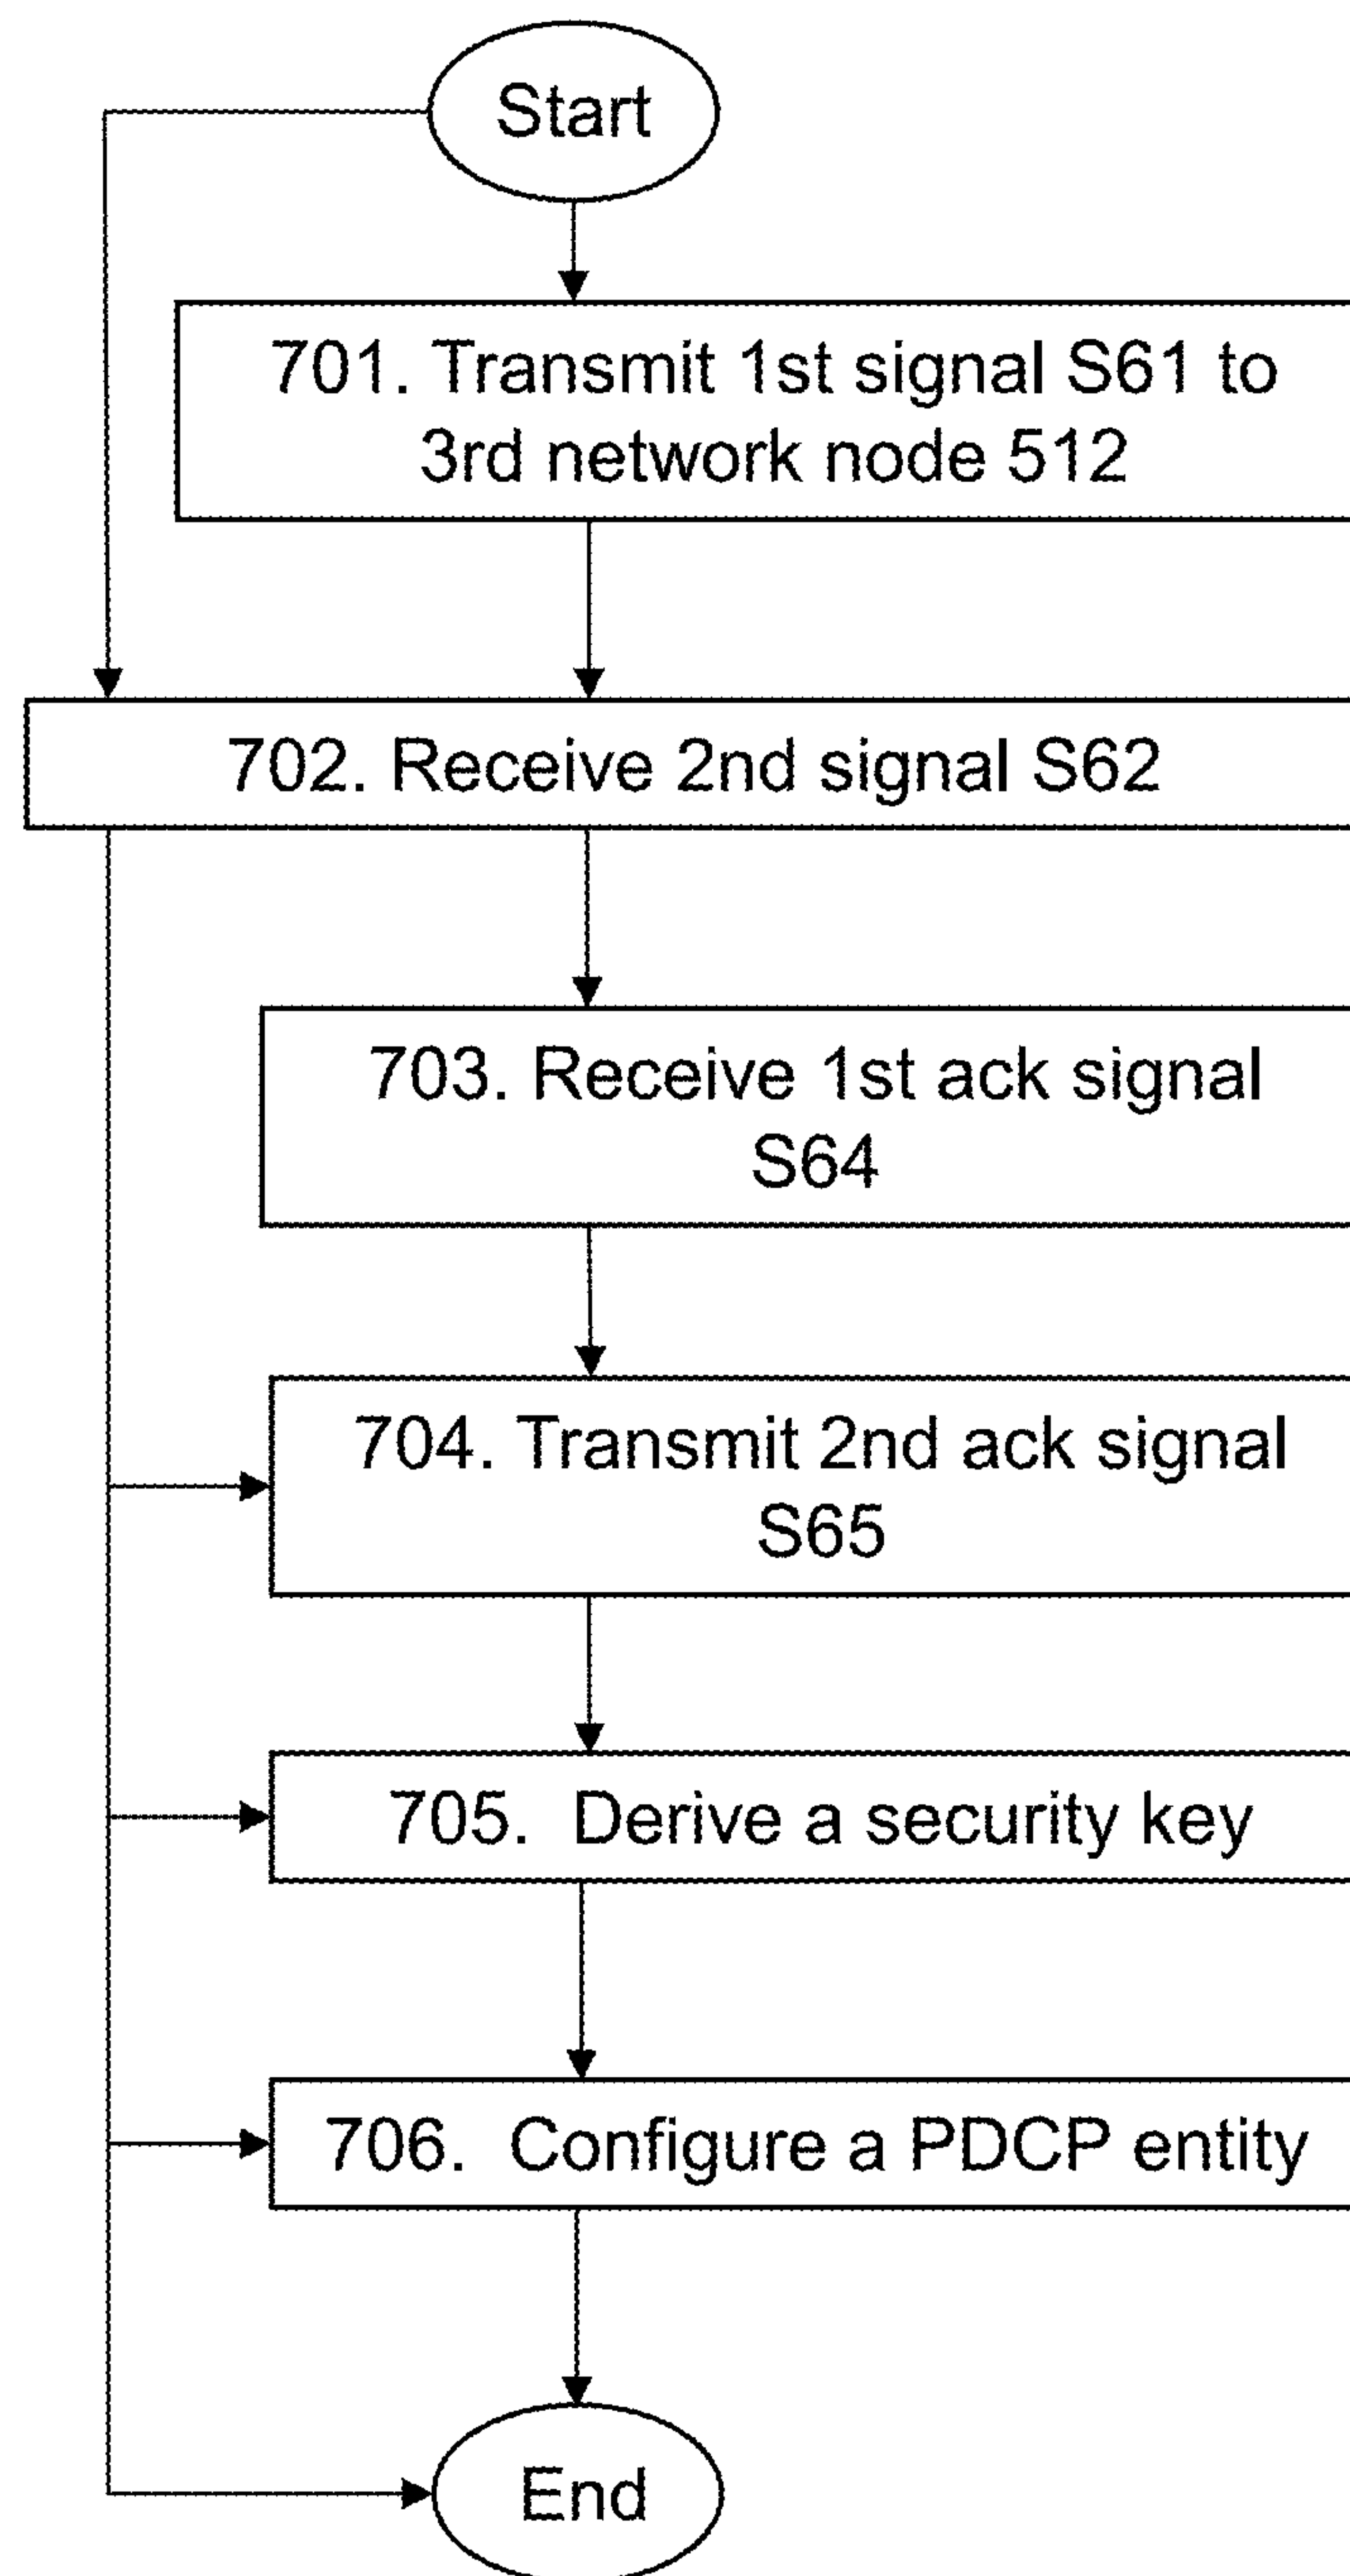 Start
701. Transmit 1st signal S61 to
3rd network node 512
702. Receive 2nd signal S62
703. Receive 1st ack signal
S64
704. Transmit 2nd ack signal
S65
705. Derive a security key
706. Configure a PDCP entity
End